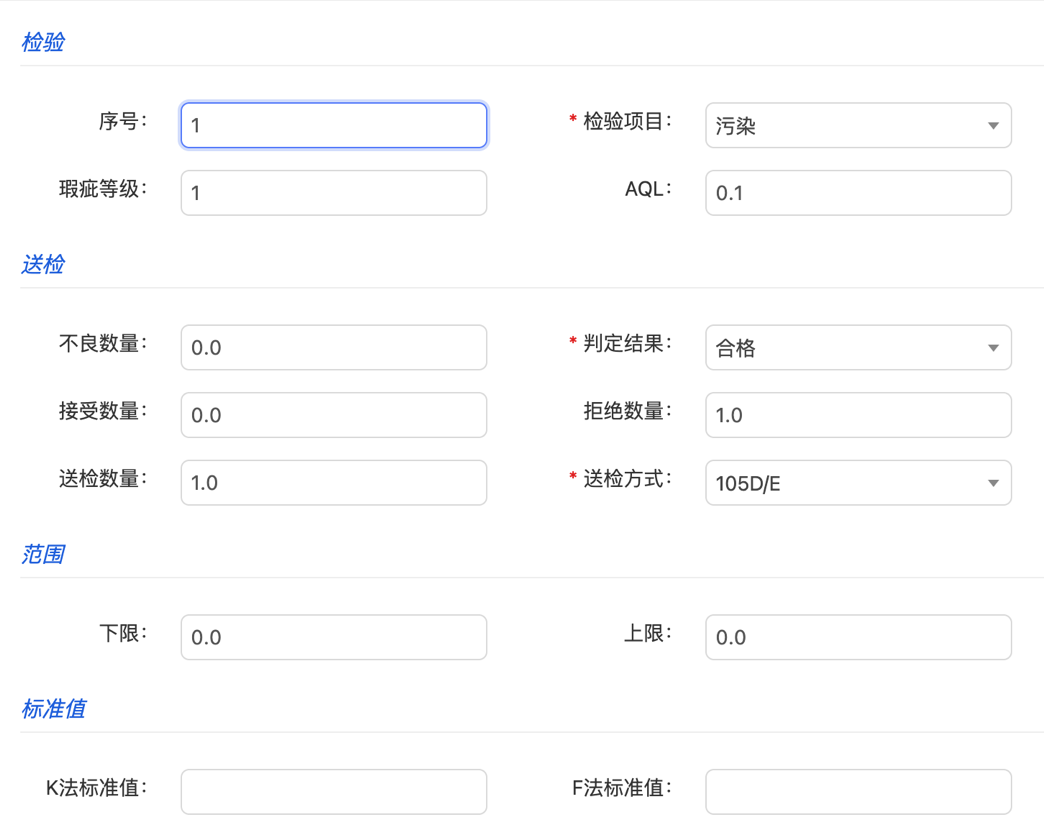 检验
序号： 1 * 检验项目： 污染
瑕疵等级： 1 AQL： 0.1
送检
不良数量： 0.0 * 判定结果： 合格
接受数量： 0.0 拒绝数量： 1.0
送检数量： 1.0 * 送检方式： 105D/E
范围
下限： 0.0 上限： 0.0
标准值
K法标准值： F法标准值：